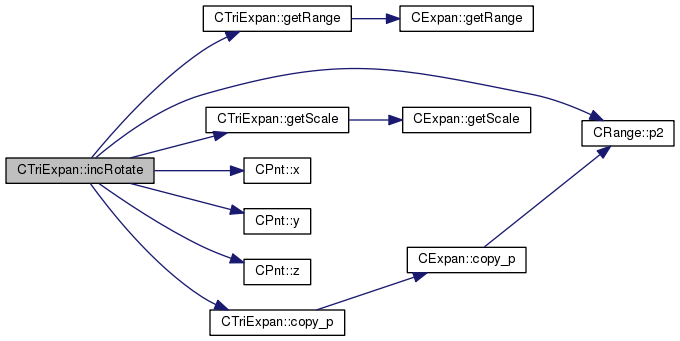 CTriExpan::getRange
CExpan::getRange
CTriExpan::getScale
CExpan::getScale
CRange::p2
CTriExpan::incRotate
CPnt::x
CPnt::y
CExpan::copy_p
CPnt::z
CTriExpan::copy_p